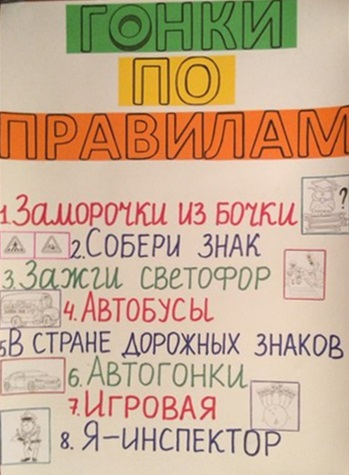 ГОНКИ
ПО
ПРАВИЛАМ
1.Заморочки из бочки
?
2.Собери знак
3.Зажги светофор
4.Автобусы
5 В стране дорожных знаков
6.Автогонки
7.Игровая
8.Я-инспектор